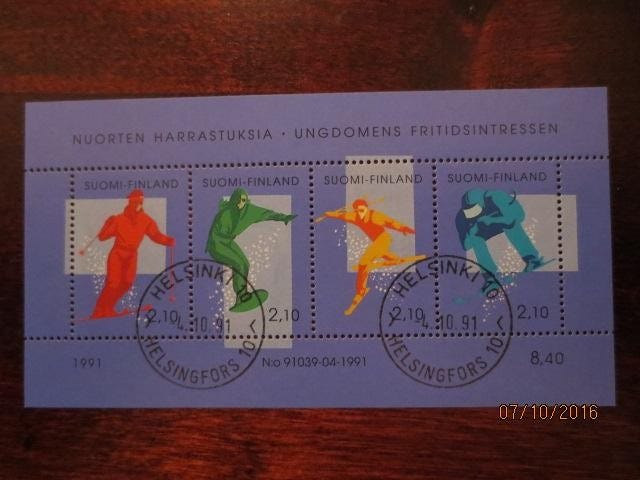 NUORTEN HARRASTUKSIA · UNGDOMENS FRITIDSINTRESSEN
SUOMI-FINLAND SUOMI-FINLAND SUOMI-FINLAND SUOMI-FINLAND
2,10 2,10 2,10 2,10
HELSINKI 10
4.10.91
HELSINGFORS 10
HELSINKI 10
4.10.91
HELSINGFORS 10
1991 N:o 91039-04-1991 8,40
07/10/2016